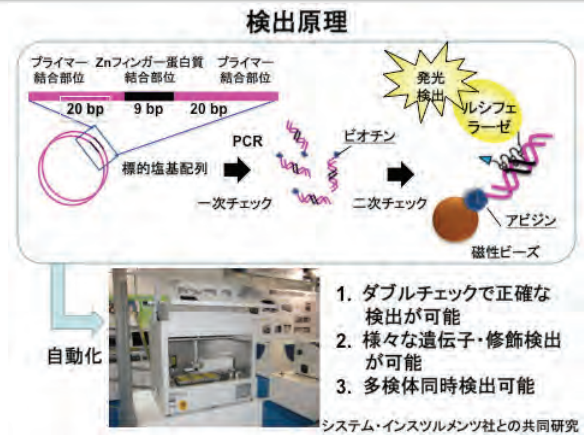 検出原理
プライマー Znフィンガー蛋白質 プライマー
結合部位 結合部位 結合部位
20 bp 9 bp 20 bp
標的塩基配列
PCR
一次チェック
ビオチン
二次チェック
発光
検出
ルシフェ
ラーゼ
アビジン
磁性ビーズ
自動化
1. ダブルチェックで正確な
検出が可能
2. 様々な遺伝子・修飾検出
が可能
3. 多検体同時検出可能
システム・インスツルメンツ社との共同研究